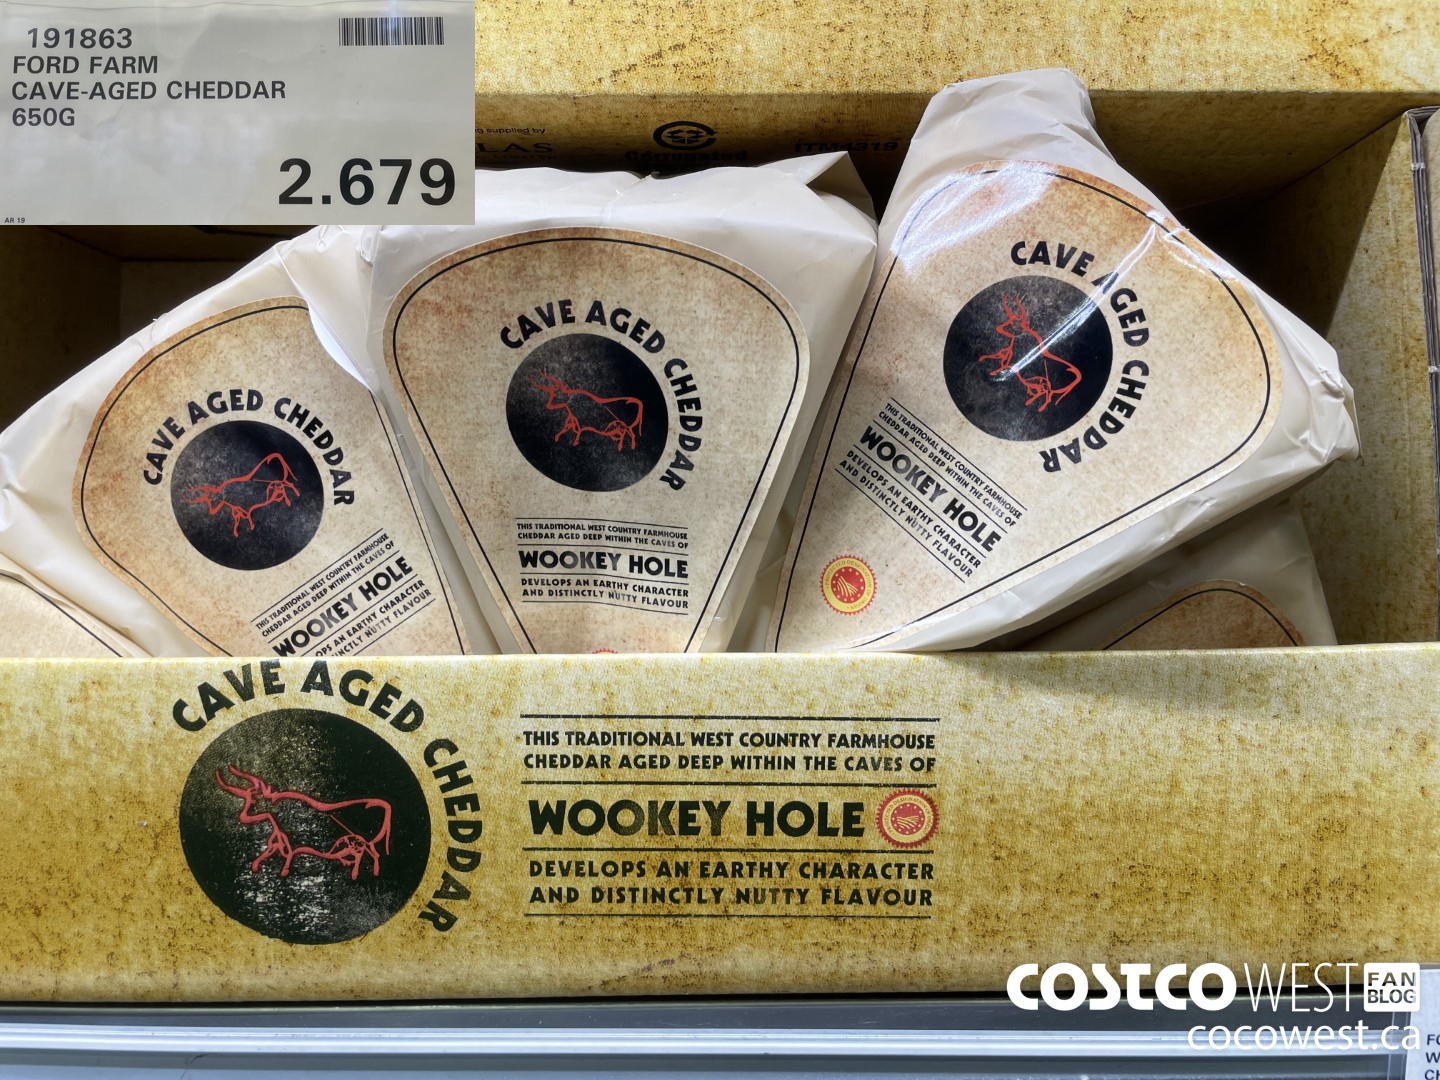 191863
FORD FARM
CAVE-AGED CHEDDAR
650G
2.679
AR 19
supplied by
ITM4319
CAVE AGED CHEDDAR
THIS TRADITIONAL WEST COUNTRY FARMHOUSE
CHEDDAR AGED DEEP WITHIN THE CAVES OF
WOOKEY HOLE
AND DISTINCTLY NUTTY FLAVOUR
CAVE AGED CHEDDAR
THIS TRADITIONAL WEST COUNTRY FARMHOUSE
CHEDDAR AGED DEEP WITHIN THE CAVES OF
WOOKEY HOLE
DEVELOPS AN EARTHY CHARACTER
AND DISTINCTLY NUTTY FLAVOUR
CAVE AGED CHEDDAR
THIS TRADITIONAL WEST COUNTRY FARMHOUSE
CHEDDAR AGED DEEP WITHIN THE CAVES OF
WOOKEY HOLE
DEVELOPS AN EARTHY CHARACTER
AND DISTINCTLY NUTTY FLAVOUR
CAVE AGED CHEDDAR
THIS TRADITIONAL WEST COUNTRY FARMHOUSE
CHEDDAR AGED DEEP WITHIN THE CAVES OF
WOOKEY HOLE
DEVELOPS AN EARTHY CHARACTER
AND DISTINCTLY NUTTY FLAVOUR
COSTCO WEST FAN BLOG
cocowest.ca